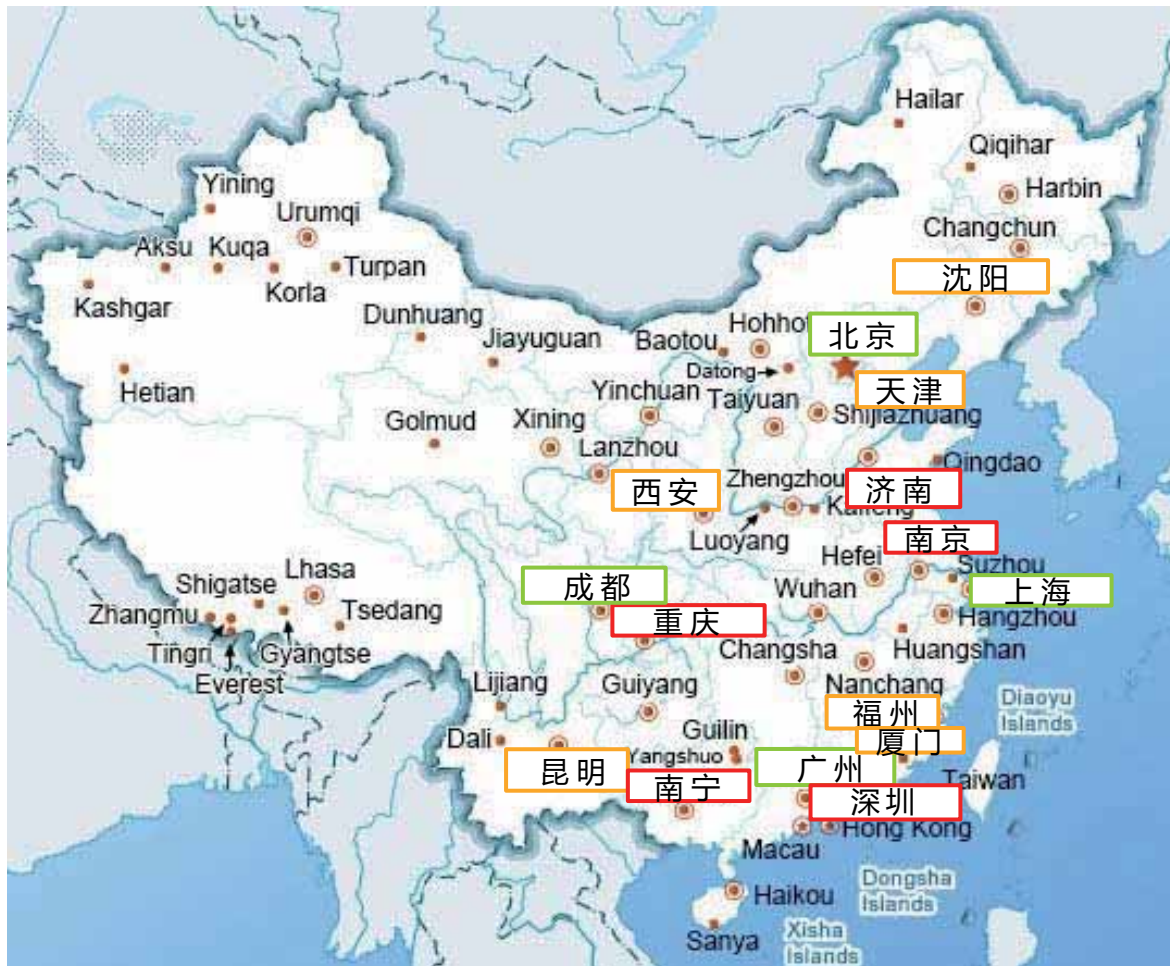 Hailar
Qiqihar
Harbin
Yining
Urumqi
Changchun
Aksu
Kuqa
Turpan
沈阳
Korla
Kashgar
Dunhuang
Hohhot
北京
Baotou
Jiayuguan
Datong
Hetian
Yinchuan
天津
Taiyuan
Shijiazhuang
Golmud
Xining
Lanzhou
Qingdao
Zhengzhou
西安
济南
Kaifeng
Luoyang
南京
Hefei
Suzhou
Lhasa
Shigatse
成都
Wuhan
上海
Zhangmu
Tsedang
重庆
Hangzhou
Tingri
Gyangtse
Changsha
Huangshan
Everest
Lijiang
Guiyang
Nanchang
Diaoyu
Islands
福州
Dali
Guilin
厦门
Yangshuo
昆明
广州
Taiwan
南宁
深圳
Hong Kong
Macau
Haikou
Dongsha
Islands
Sanya
Xisha
Islands